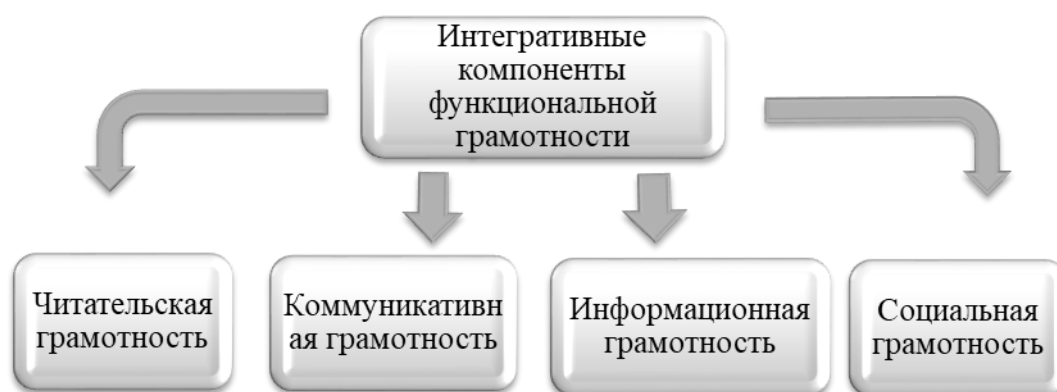 Интегративные
компоненты
функциональной
грамотности
Читательская
грамотность
Коммуникативн
ая грамотность
Информационная
грамотность
Социальная
грамотность